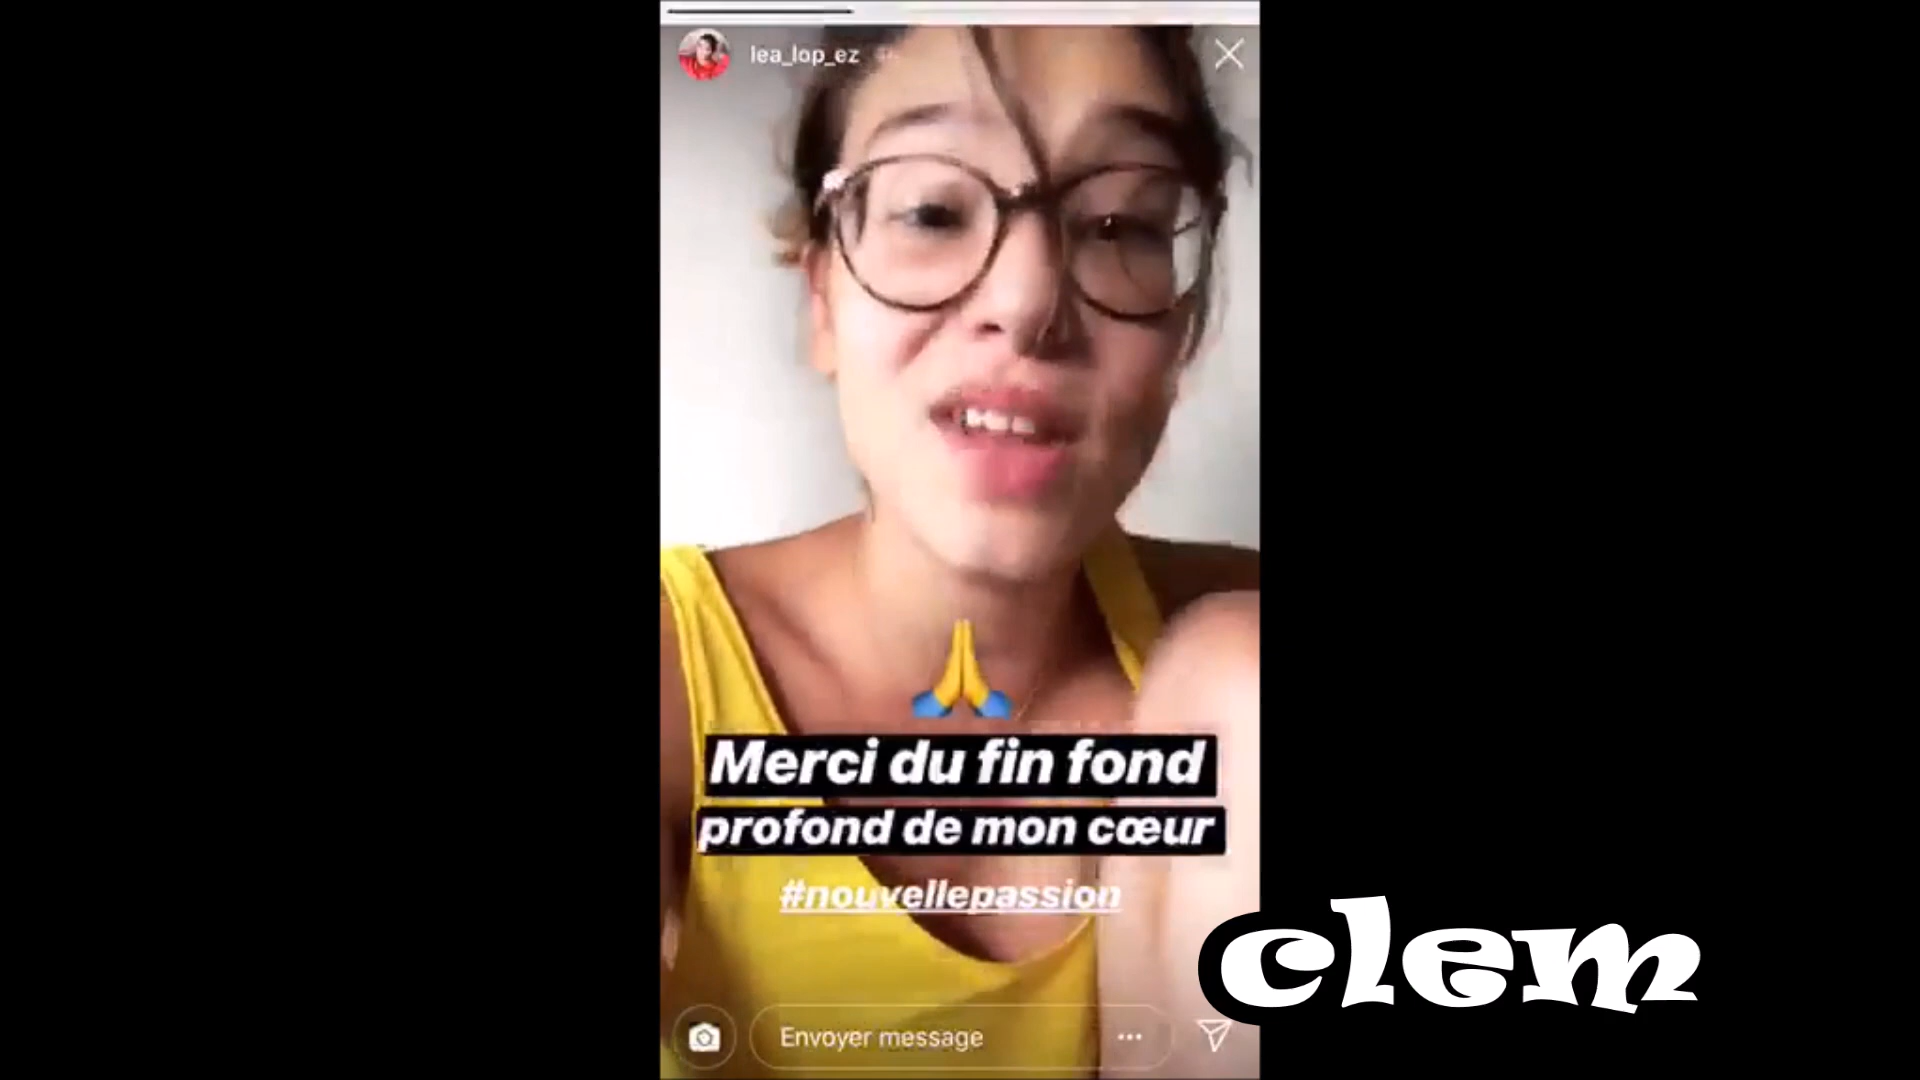 lea_lop_ez
Merci du fin fond
profond de mon cœur
#nouvellepassion
clem
Envoyer message